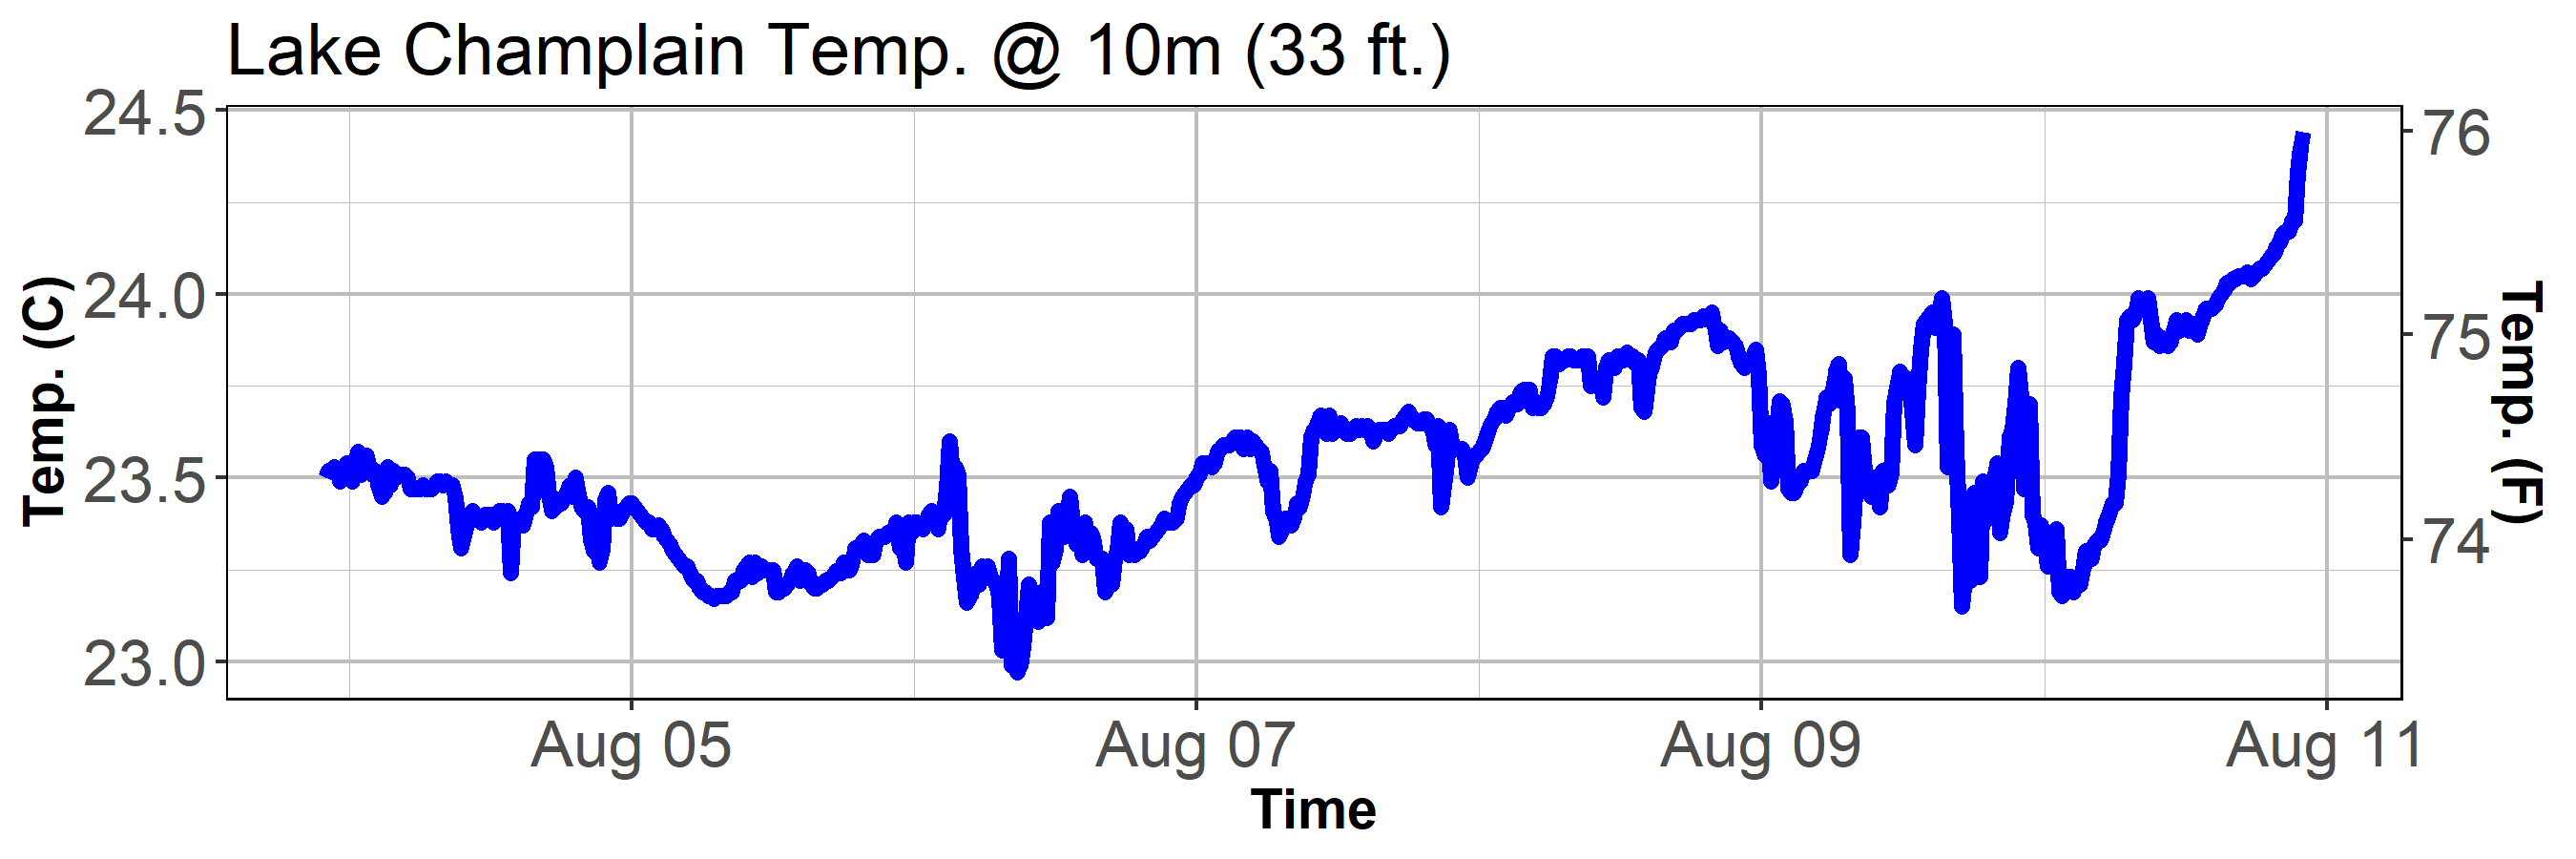 Lake Champlain Temp. @ 10m (33 ft.)
24.5
24.0
23.5
23.0
Temp. (C)
76
75
74
Temp. (F)
Aug 05 Aug 07 Aug 09 Aug 11
Time